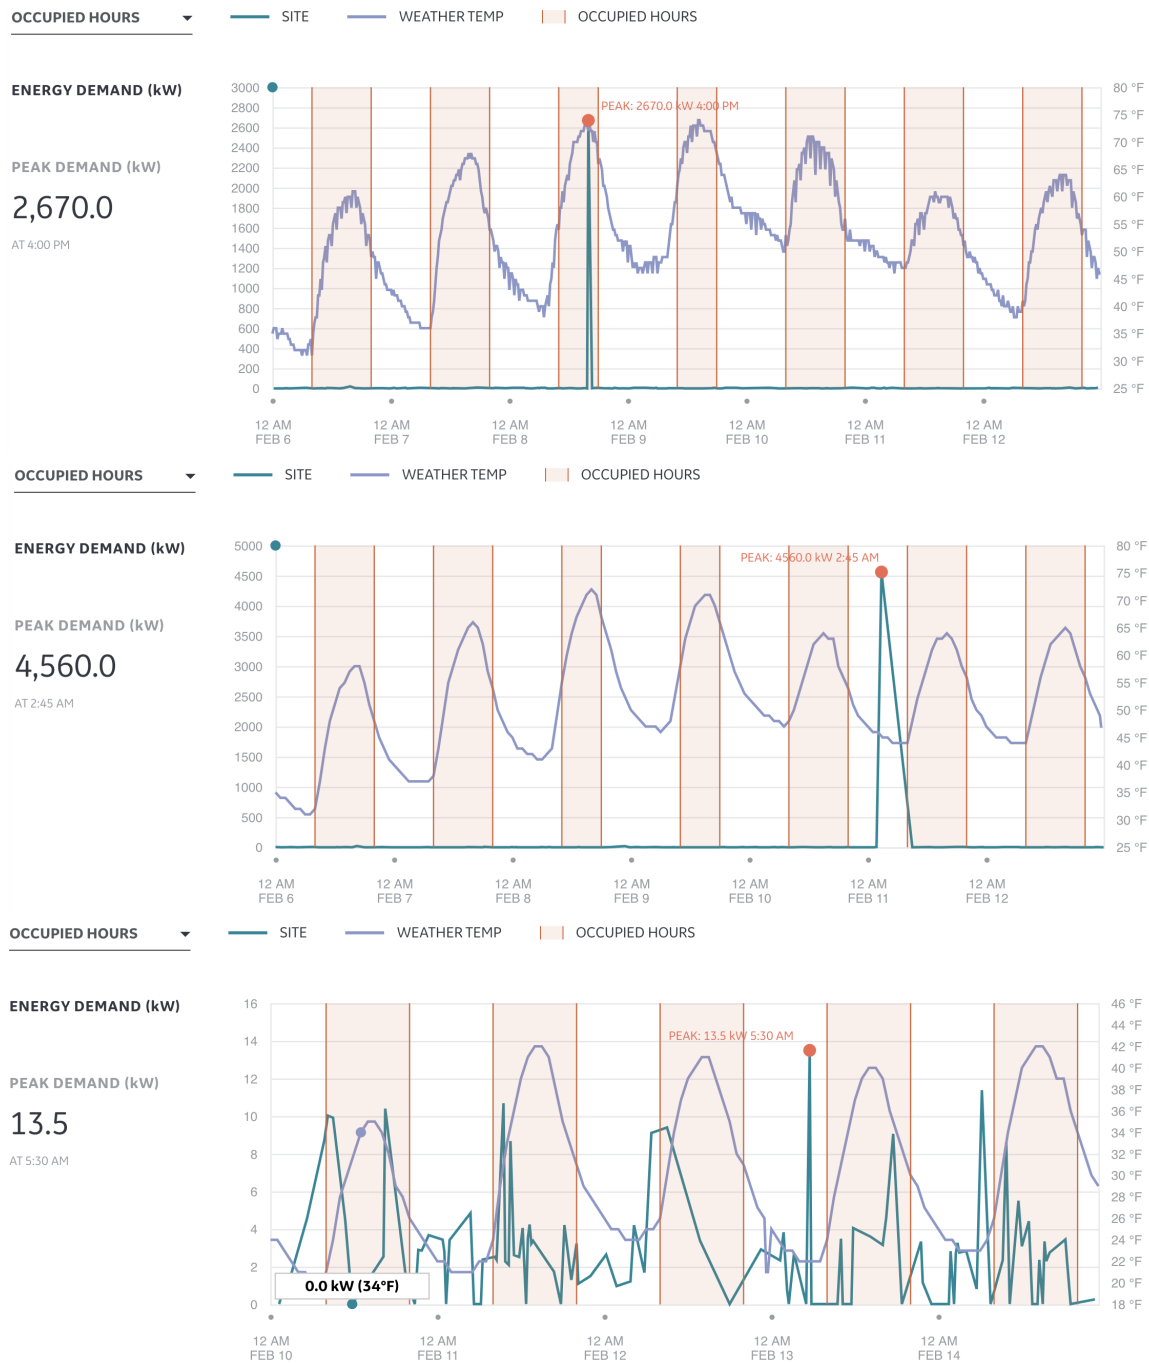 OCCUPIED HOURS
SITE WEATHER TEMP OCCUPIED HOURS
ENERGY DEMAND (kW)
PEAK DEMAND (kW)
2,670.0
AT 4:00 PM
PEAK: 2670.0 kW 4:00 PM
3000 80 °F
2800 75 °F
2600
2400 70 °F
2200 65 °F
2000
1800 60 °F
1600 55 °F
1400 50 °F
1200
1000 45 °F
800 40 °F
600 35 °F
400
200 30 °F
0 25 °F
12 AM 12 AM 12 AM 12 AM 12 AM 12 AM 12 AM
FEB 6 FEB 7 FEB 8 FEB 9 FEB 10 FEB 11 FEB 12
OCCUPIED HOURS
SITE WEATHER TEMP OCCUPIED HOURS
ENERGY DEMAND (kW)
PEAK DEMAND (kW)
4,560.0
AT 2:45 AM
PEAK: 4560.0 kW 2:45 AM
5000 80 °F
4500 75 °F
4000 70 °F
3500 65 °F
3000 60 °F
2500 55 °F
2000 50 °F
1500 45 °F
1000 40 °F
500 35 °F
0 30 °F
25 °F
12 AM 12 AM 12 AM 12 AM 12 AM 12 AM 12 AM
FEB 6 FEB 7 FEB 8 FEB 9 FEB 10 FEB 11 FEB 12
OCCUPIED HOURS
SITE WEATHER TEMP OCCUPIED HOURS
ENERGY DEMAND (kW)
PEAK DEMAND (kW)
13.5
AT 5:30 AM
PEAK: 13.5 kW 5:30 AM
16 46 °F
44 °F
14 42 °F
12 40 °F
38 °F
10 36 °F
34 °F
8 32 °F
30 °F
6 28 °F
26 °F
4 24 °F
2 22 °F
20 °F
0 18 °F
0.0 kW (34°F)
12 AM 12 AM 12 AM 12 AM 12 AM
FEB 10 FEB 11 FEB 12 FEB 13 FEB 14